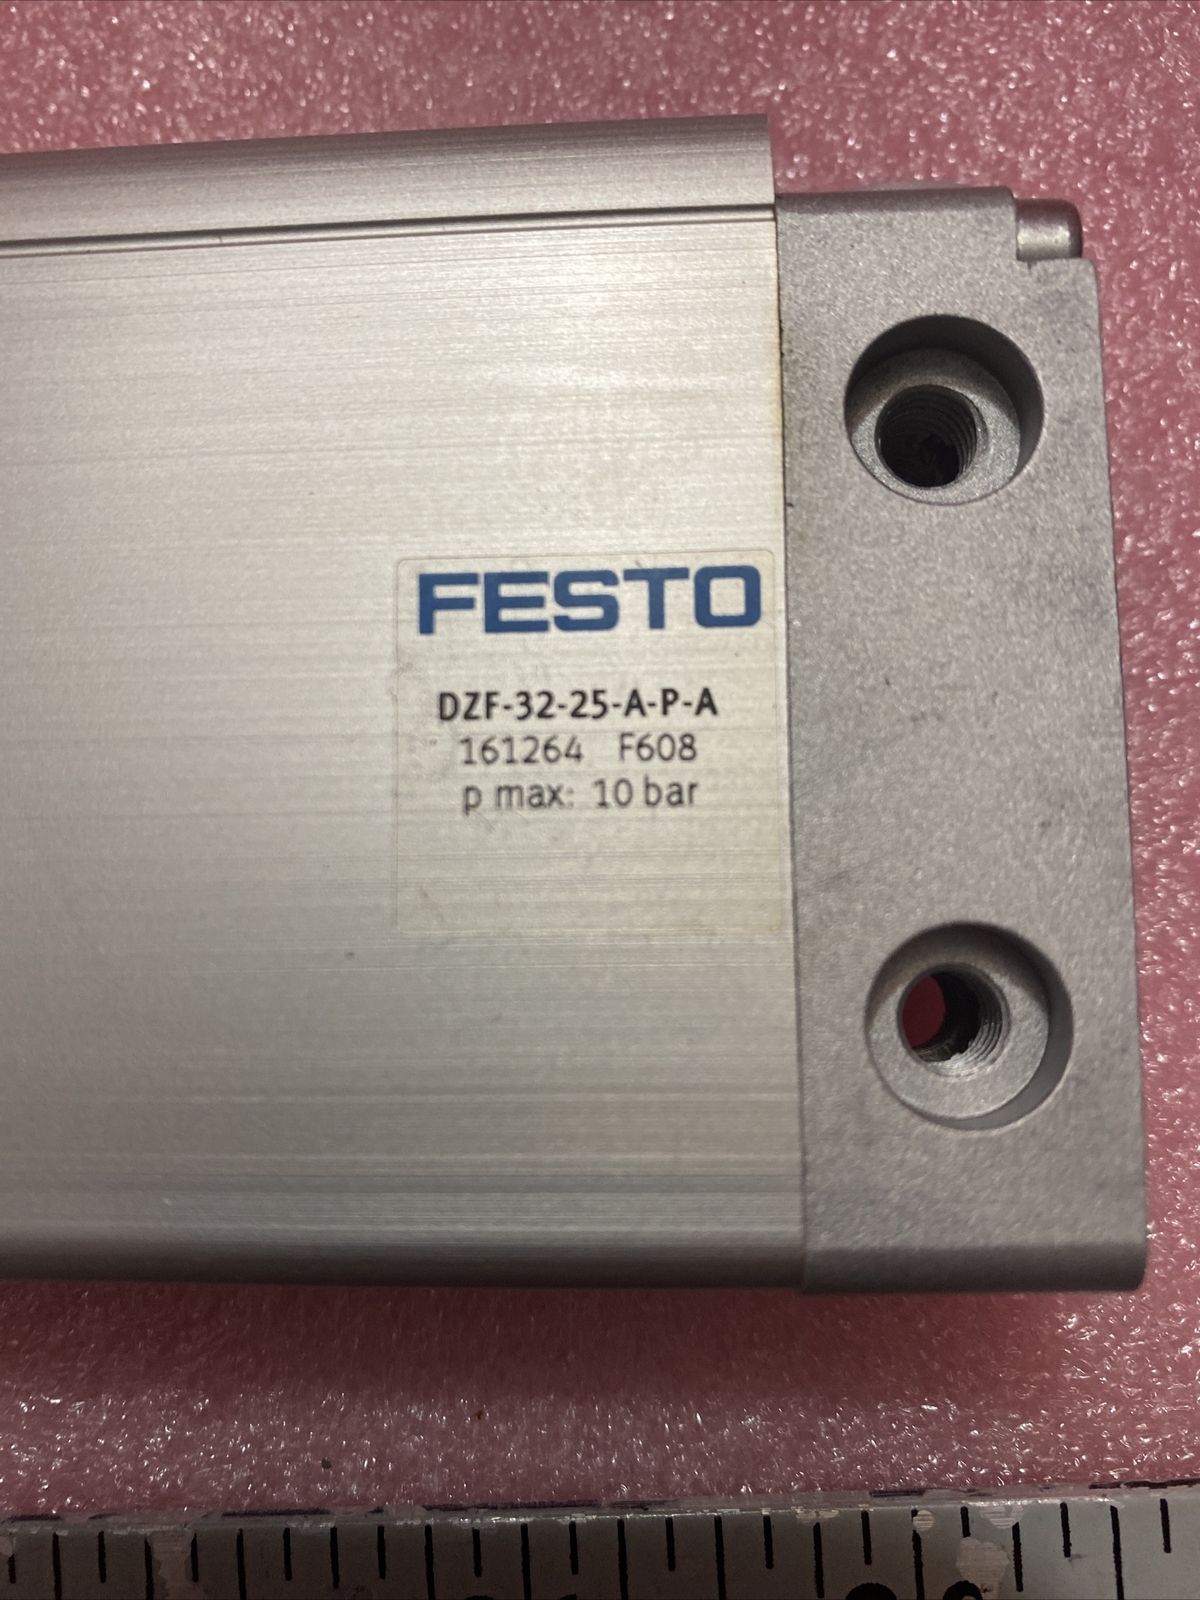 FESTO
DZF-32-25-A-P-A
161264 F608
p max: 10 bar